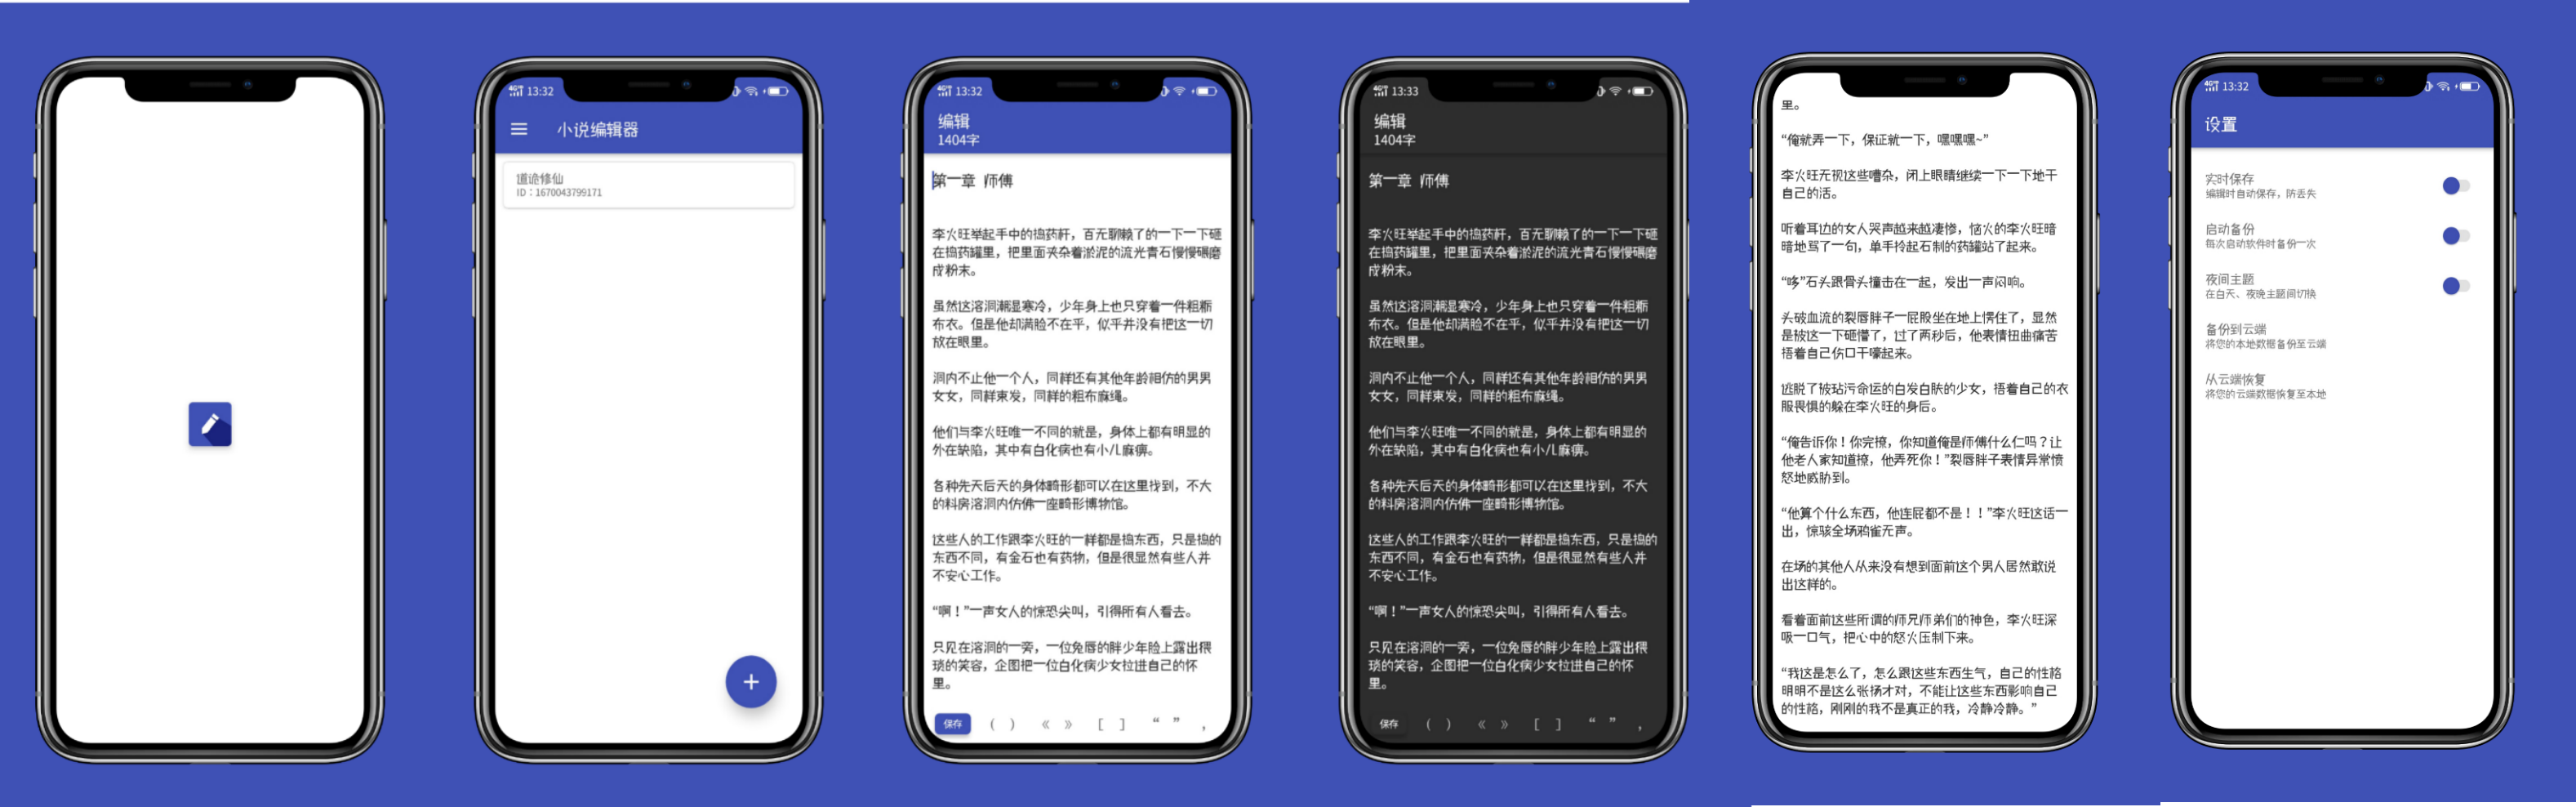 13:32
小说编辑器
道诡修仙
ID：1670043799171
13:32
编辑
1404字
第一章 师傅
李火旺举起手中的捣药杆，百无聊赖了的一下一下砸
在捣药罐里，把里面夹杂着淤泥的流光青石慢慢碾磨
成粉末。
虽然这溶洞潮显寒冷，少年身上也只穿着一件粗粝
布衣。但是他却满脸不在乎，似乎并没有把这一切
放在眼里。
洞内不止他一个人，同样还有其他年龄相仿的男男
女女，同样束发，同样的粗布麻绳。
他们与李火旺唯一不同的就是，身体上都有明显的
外在缺陷，其中有白化病也有小儿麻痹。
各种先天后天的身体畸形都可以在这里找到，不大
的料房溶洞内仿佛一座畸形博物馆。
这些人的工作跟李火旺的一样都是捣东西，只是捣的
东西不同，有金石也有药物，但是很显然有些人并
不安心工作。
“啊！”一声女人的惊恐尖叫，引得所有人看去。
只见在溶洞的一旁，一位兔唇的胖少年脸上露出猥
琐的笑容，企图把一位白化病少女拉进自己的怀
里。
保存 （ ） 《 》 [ ] “ ” ，
13:33
编辑
1404字
第一章 师傅
李火旺举起手中的捣药杆，百无聊赖了的一下一下砸
在捣药罐里，把里面夹杂着淤泥的流光青石慢慢碾磨
成粉末。
虽然这溶洞潮显寒冷，少年身上也只穿着一件粗粝
布衣。但是他却满脸不在乎，似乎并没有把这一切
放在眼里。
洞内不止他一个人，同样还有其他年龄相仿的男男
女女，同样束发，同样的粗布麻绳。
他们与李火旺唯一不同的就是，身体上都有明显的
外在缺陷，其中有白化病也有小儿麻痹。
各种先天后天的身体畸形都可以在这里找到，不大
的料房溶洞内仿佛一座畸形博物馆。
这些人的工作跟李火旺的一样都是捣东西，只是捣的
东西不同，有金石也有药物，但是很显然有些人并
不安心工作。
“啊！”一声女人的惊恐尖叫，引得所有人看去。
只见在溶洞的一旁，一位兔唇的胖少年脸上露出猥
琐的笑容，企图把一位白化病少女拉进自己的怀
里。
保存 （ ） 《 》 [ ] “ ” ，
里。
“俺就弄一下，保证就一下，嘿嘿嘿~”
李火旺无视这些嘈杂，闭上眼睛继续一下一下地干
自己的活。
听着耳边的女人哭声越来越凄惨，恼火的李火旺暗
暗地骂了一句，单手拎起石制的药罐站了起来。
“哆”石头跟骨头撞击在一起，发出一声闷响。
头破血流的裂唇胖子一屁股坐在地上愣住了，显然
是被这一下砸懵了，过了两秒后，他表情扭曲痛苦
捂着自己伤口干嚎起来。
逃脱了被玷污命运的白发白肤的少女，捂着自己的衣
服畏惧的躲在李火旺的身后。
“俺告诉你！你完撩，你知道俺是师傅什么仁吗？让
他老人家知道撩，他弄死你！”裂唇胖子表情异常愤
怒地威胁到。
“他算个什么东西，他连屁都不是！！”李火旺这话一
出，惊骇全场鸦雀无声。
在场的其他人从来没有想到面前这个男人居然敢说
出这样的。
看着面前这些所谓的师兄师弟们的神色，李火旺深
吸一口气，把心中的怒火压制下来。
“我这是怎么了，怎么跟这些东西生气，自己的性格
明明不是这么张扬才对，不能让这些东西影响自己
的性格，刚刚的我不是真正的我，冷静冷静。”
13:32
设置
实时保存
编辑时自动保存，防丢失
启动备份
每次启动软件时备份一次
夜间主题
在白天、夜晚主题间切换
备份到云端
将您的本地数据备份至云端
从云端恢复
将您的云端数据恢复至本地